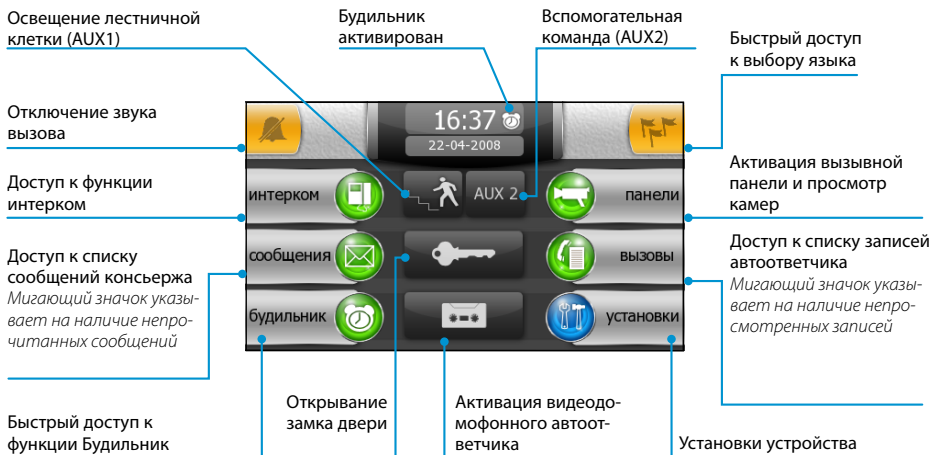 Освещение лестничной
клетки (AUX1)
Будильник
активирован
Вспомогательная
команда (AUX2)
Быстрый доступ
к выбору языка
Отключение звука
вызова
Доступ к функции
интерком
Доступ к списку
сообщений консьержа
Мигающий значок указы-
вает на наличие непро-
читанных сообщений
Быстрый доступ к
функции Будильник
16:37
22-04-2008
интерком
AUX 2
панели
сообщения
вызовы
будильник
установки
Активация вызывной
панели и просмотр
камер
Доступ к списку записей
автоответчика
Мигающий значок указы-
вает на наличие непро-
смотренных записей
Открывание
замка двери
Активация видеодо-
мофонного автоот-
ветчика
Установки устройства